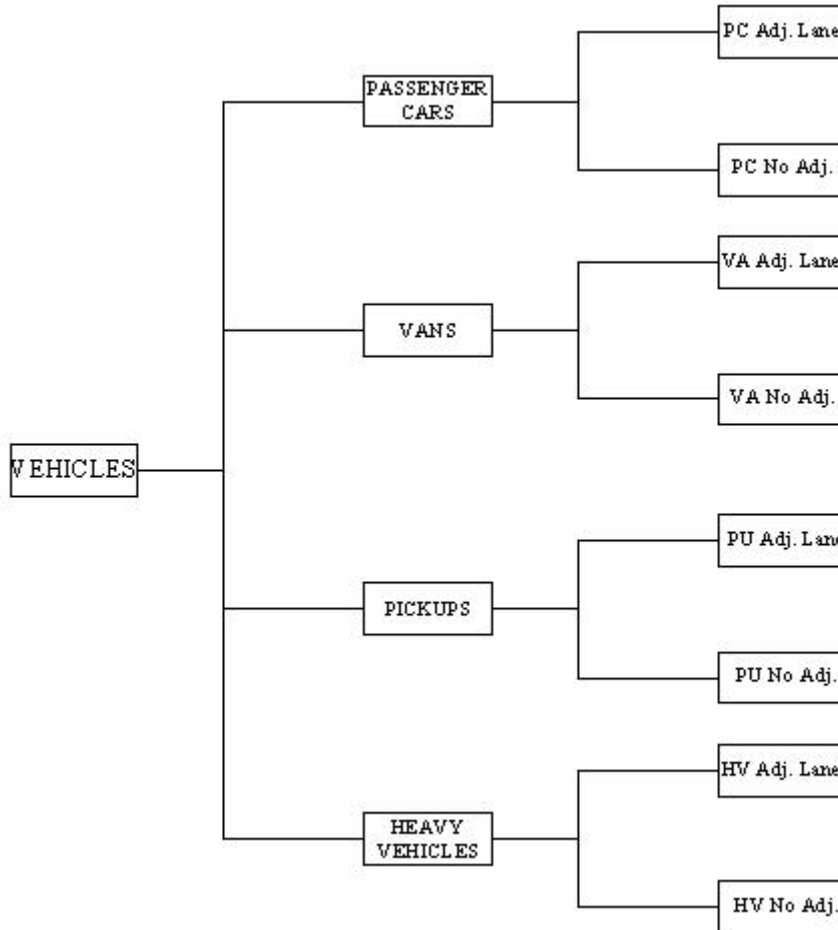 PC Adj. Lane
PASSENGER
CARS
PC No Adj.
VA Adj. Lane
VANS
VA No Adj.
VEHICLES
PU Adj. Lane
PICKUPS
PU No Adj.
HV Adj. Lane
HEAVY
VEHICLES
HV No Adj.